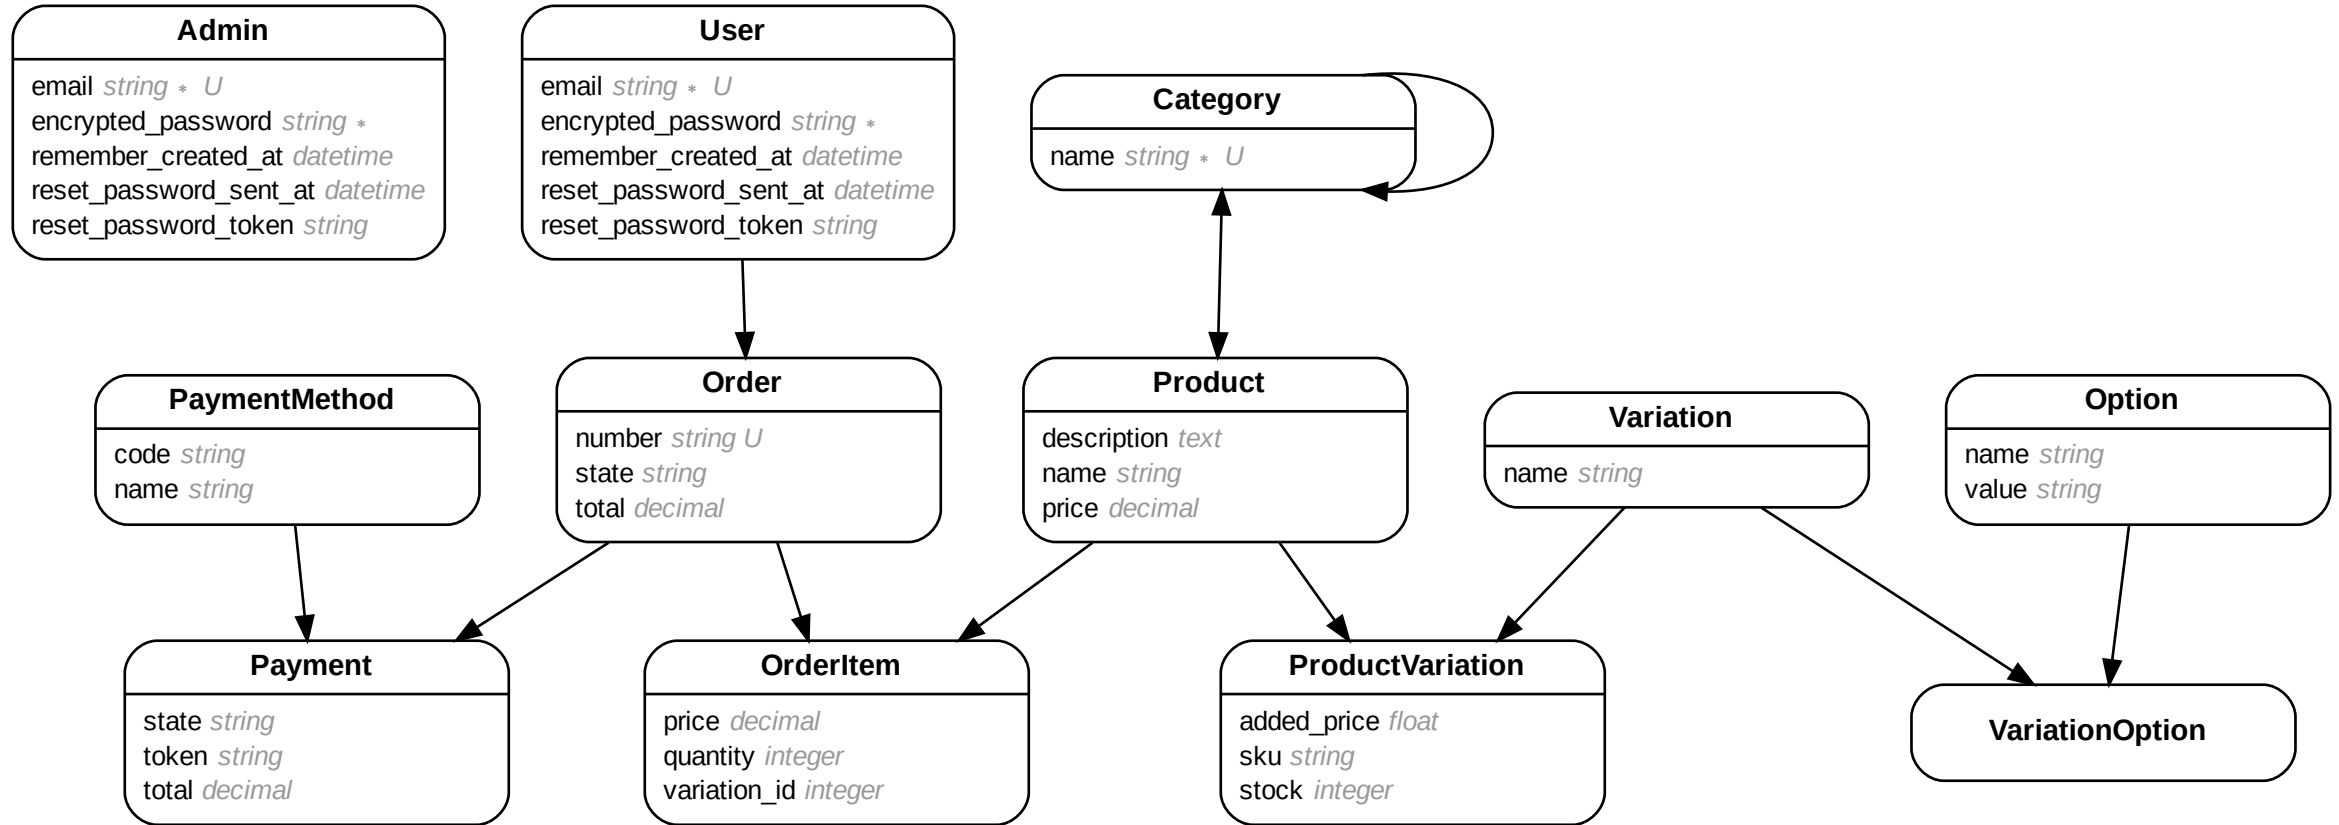 Admin
email string * U
encrypted_password string *
remember_created_at datetime
reset_password_sent_at datetime
reset_password_token string
User
email string * U
encrypted_password string *
remember_created_at datetime
reset_password_sent_at datetime
reset_password_token string
Category
name string * U
PaymentMethod
code string
name string
Order
number string U
state string
total decimal
Product
description text
name string
price decimal
Variation
name string
Option
name string
value string
Payment
state string
token string
total decimal
OrderItem
price decimal
quantity integer
variation_id integer
ProductVariation
added_price float
sku string
stock integer
VariationOption